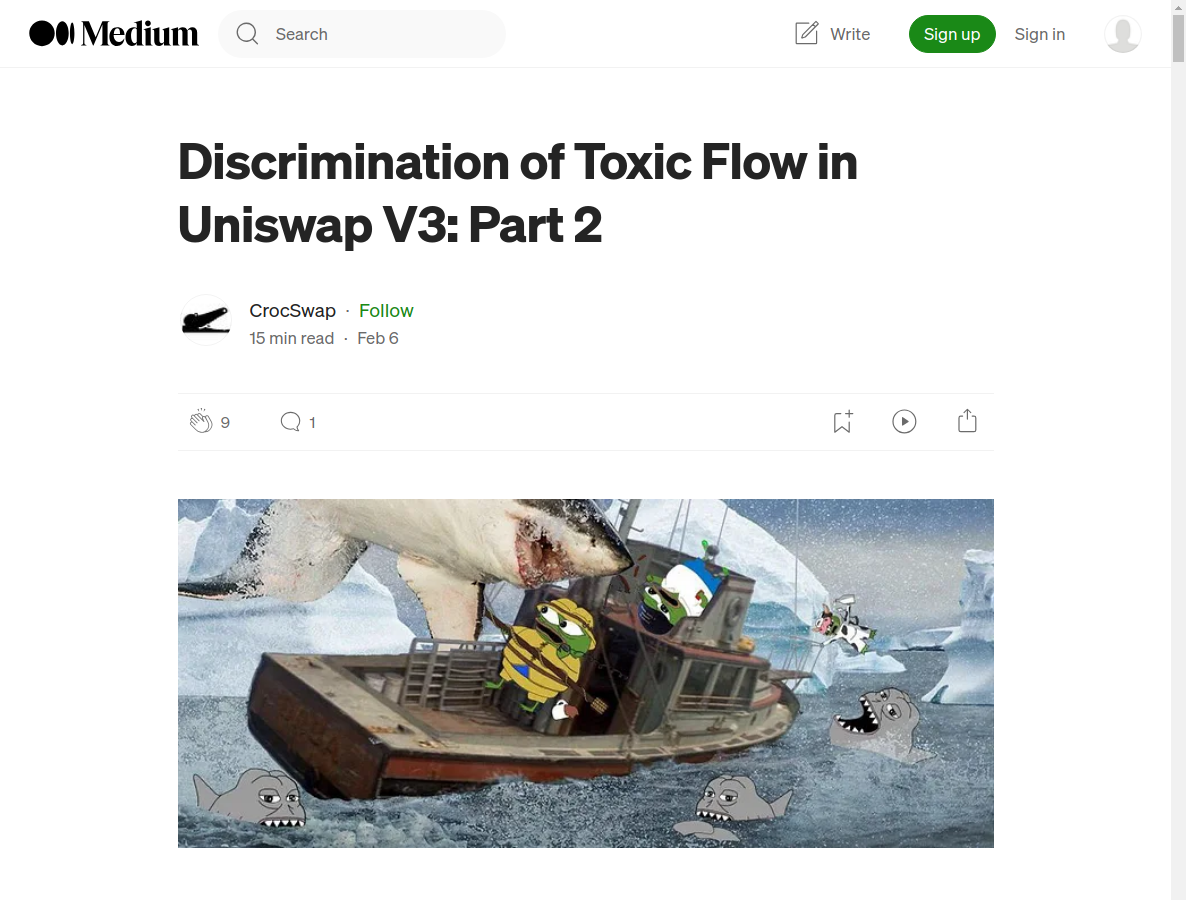 Medium
Search
Write
Sign up
Sign in
Discrimination of Toxic Flow in
Uniswap V3: Part 2
CrocSwap · Follow
15 min read · Feb 6
9
1